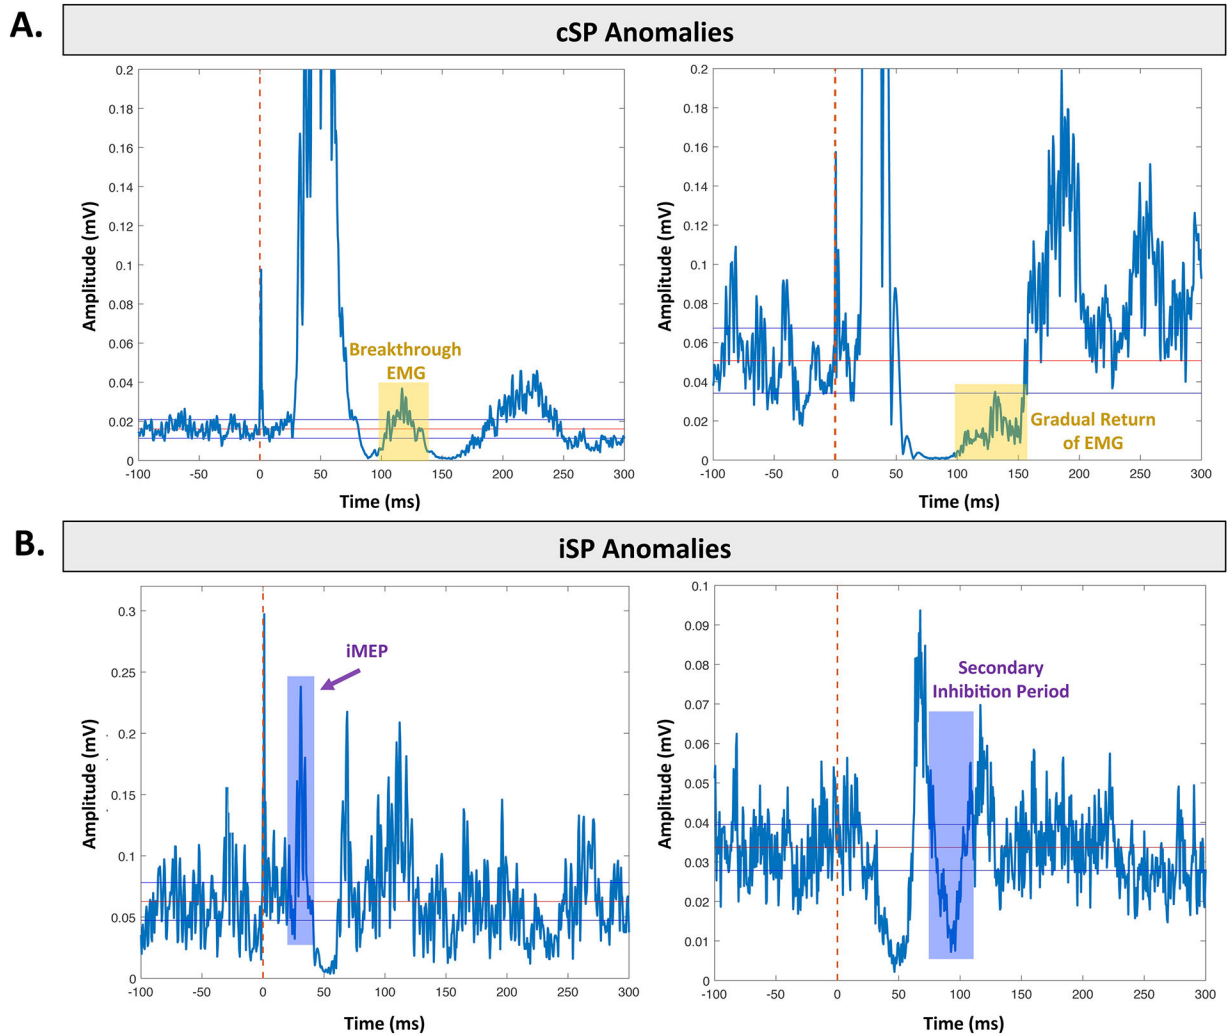 A.
cSP Anomalies
0.2
0.18
0.16
0.14
0.12
0.1
0.08
0.06
0.04
0.02
0
Amplitude (mV)
Breakthrough
EMG
-100 -50 0 50 100 150 200 250 300
Time (ms)
0.2
0.18
0.16
0.14
0.12
0.1
0.08
0.06
0.04
0.02
0
Amplitude (mV)
Gradual Return
of EMG
-100 -50 0 50 100 150 200 250 300
Time (ms)
B.
iSP Anomalies
0.3
0.25
0.2
0.15
0.1
0.05
0
Amplitude (mV)
iMEP
-100 -50 0 50 100 150 200 250 300
Time (ms)
0.1
0.09
0.08
0.07
0.06
0.05
0.04
0.03
0.02
0.01
0
Amplitude (mV)
Secondary
Inhibition Period
-100 -50 0 50 100 150 200 250 300
Time (ms)